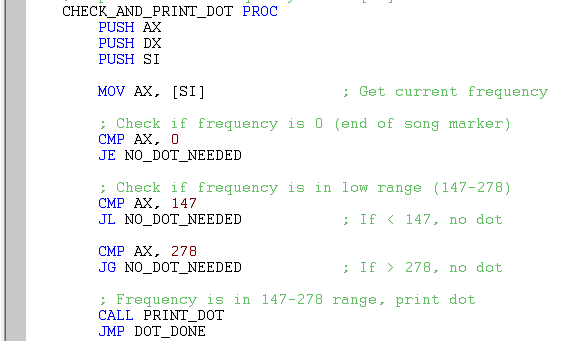 CHECK_AND_PRINT_DOT PROC
PUSH AX
PUSH DX
PUSH SI
MOV AX, [SI] ; Get current frequency
; Check if frequency is 0 (end of song marker)
CMP AX, 0
JE NO_DOT_NEEDED
; Check if frequency is in low range (147-278)
CMP AX, 147
JL NO_DOT_NEEDED ; If < 147, no dot
CMP AX, 278
JG NO_DOT_NEEDED ; If > 278, no dot
; Frequency is in 147-278 range, print dot
CALL PRINT_DOT
JMP DOT_DONE